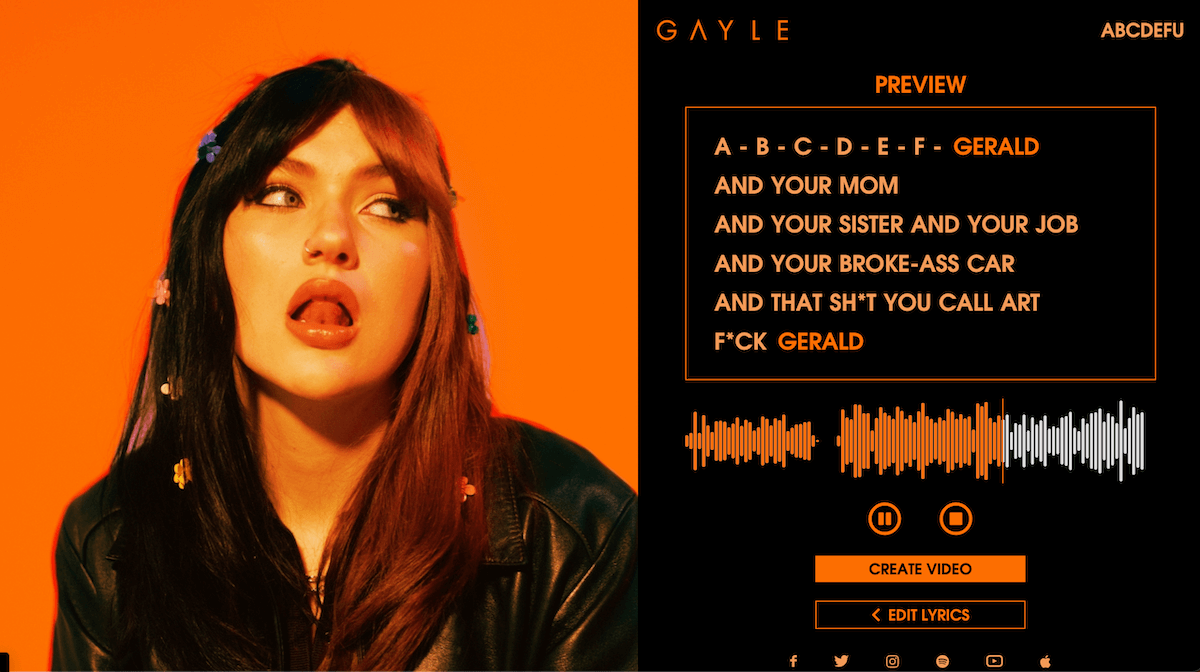 GAYLE
ABCDEFU
PREVIEW
A - B - C - D - E - F - GERALD
AND YOUR MOM
AND YOUR SISTER AND YOUR JOB
AND YOUR BROKE-ASS CAR
AND THAT SH*T YOU CALL ART
F*CK GERALD
CREATE VIDEO
EDIT LYRICS